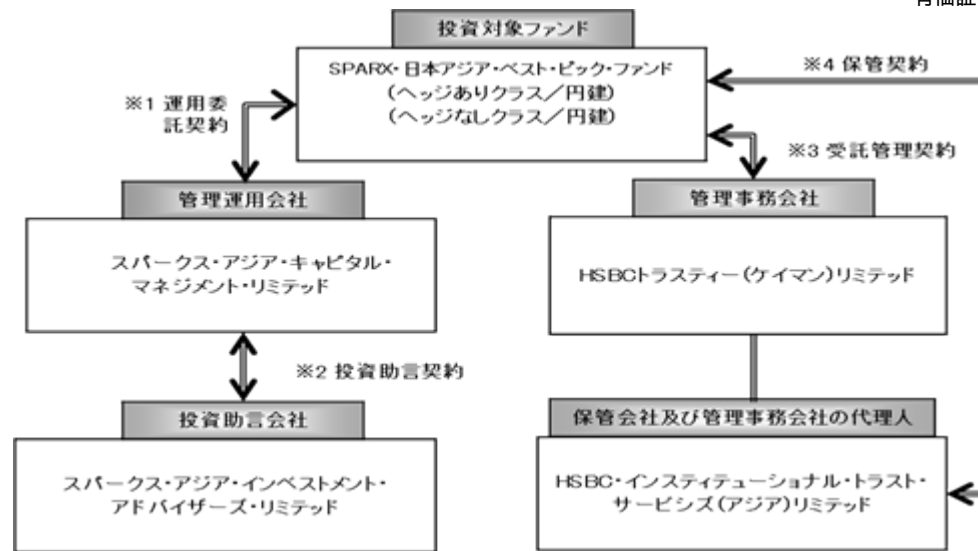 投資対象ファンド
SPARX・日本アジア・ベスト・ピック・ファンド
(ヘッジありクラス/円建)
(ヘッジなしクラス/円建)
※4 保管契約
※1 運用委
託契約
※3 受託管理契約
管理運用会社
スパークス・アジア・キャピタル・
マネジメント・リミテッド
管理事務会社
HSBCトラスティー(ケイマン)リミテッド
※2 投資助言契約
投資助言会社
スパークス・アジア・インベストメント・
アドバイザーズ・リミテッド
保管会社及び管理事務会社の代理人
HSBC・インスティテューショナル・トラスト・
サービシズ(アジア)リミテッド